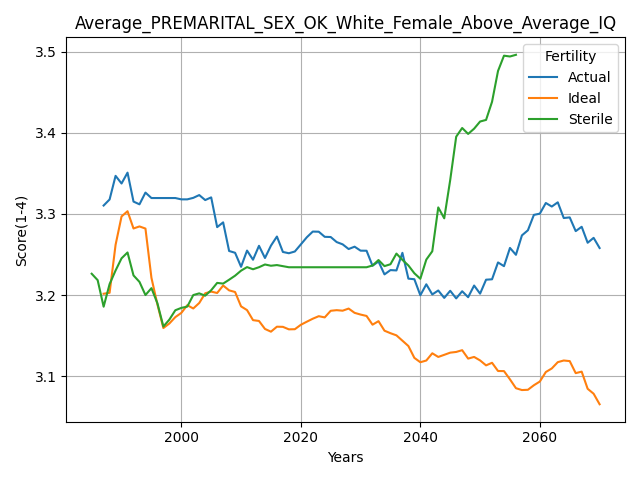 Average_PREMARITAL_SEX_OK_White_Female_Above_Average_IQ
3.5
3.4
3.3
3.2
3.1
Score(1-4)
Fertility
Actual
Ideal
Sterile
2000 2020 2040 2060
Years